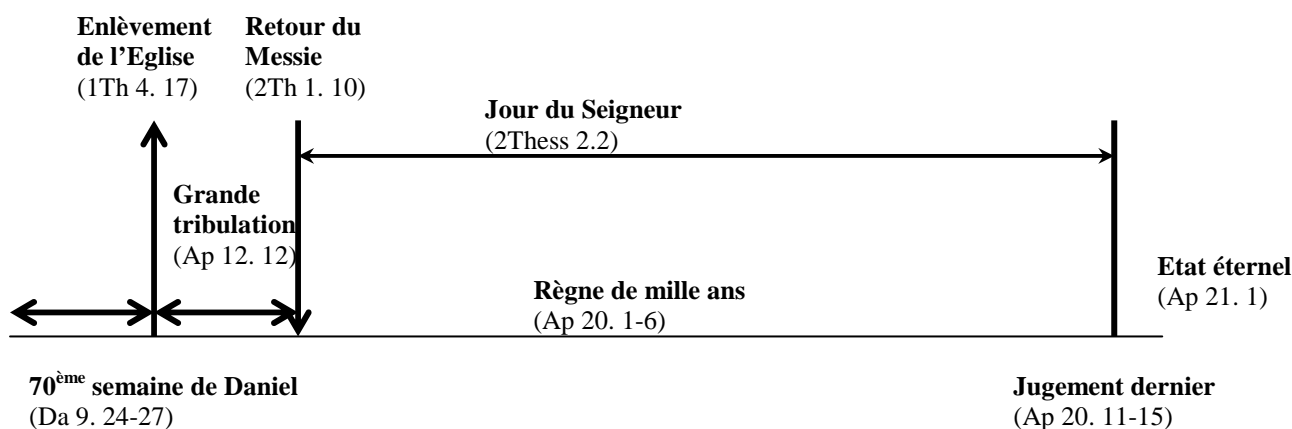 Enlèvement
de l’Eglise
(1Th 4. 17)
Retour du
Messie
(2Th 1. 10)
Jour du Seigneur
(2Thess 2.2)
Grande
tribulation
(Ap 12. 12)
Règne de mille ans
(Ap 20. 1-6)
Etat éternel
(Ap 21. 1)
70ème semaine de Daniel
(Da 9. 24-27)
Jugement dernier
(Ap 20. 11-15)